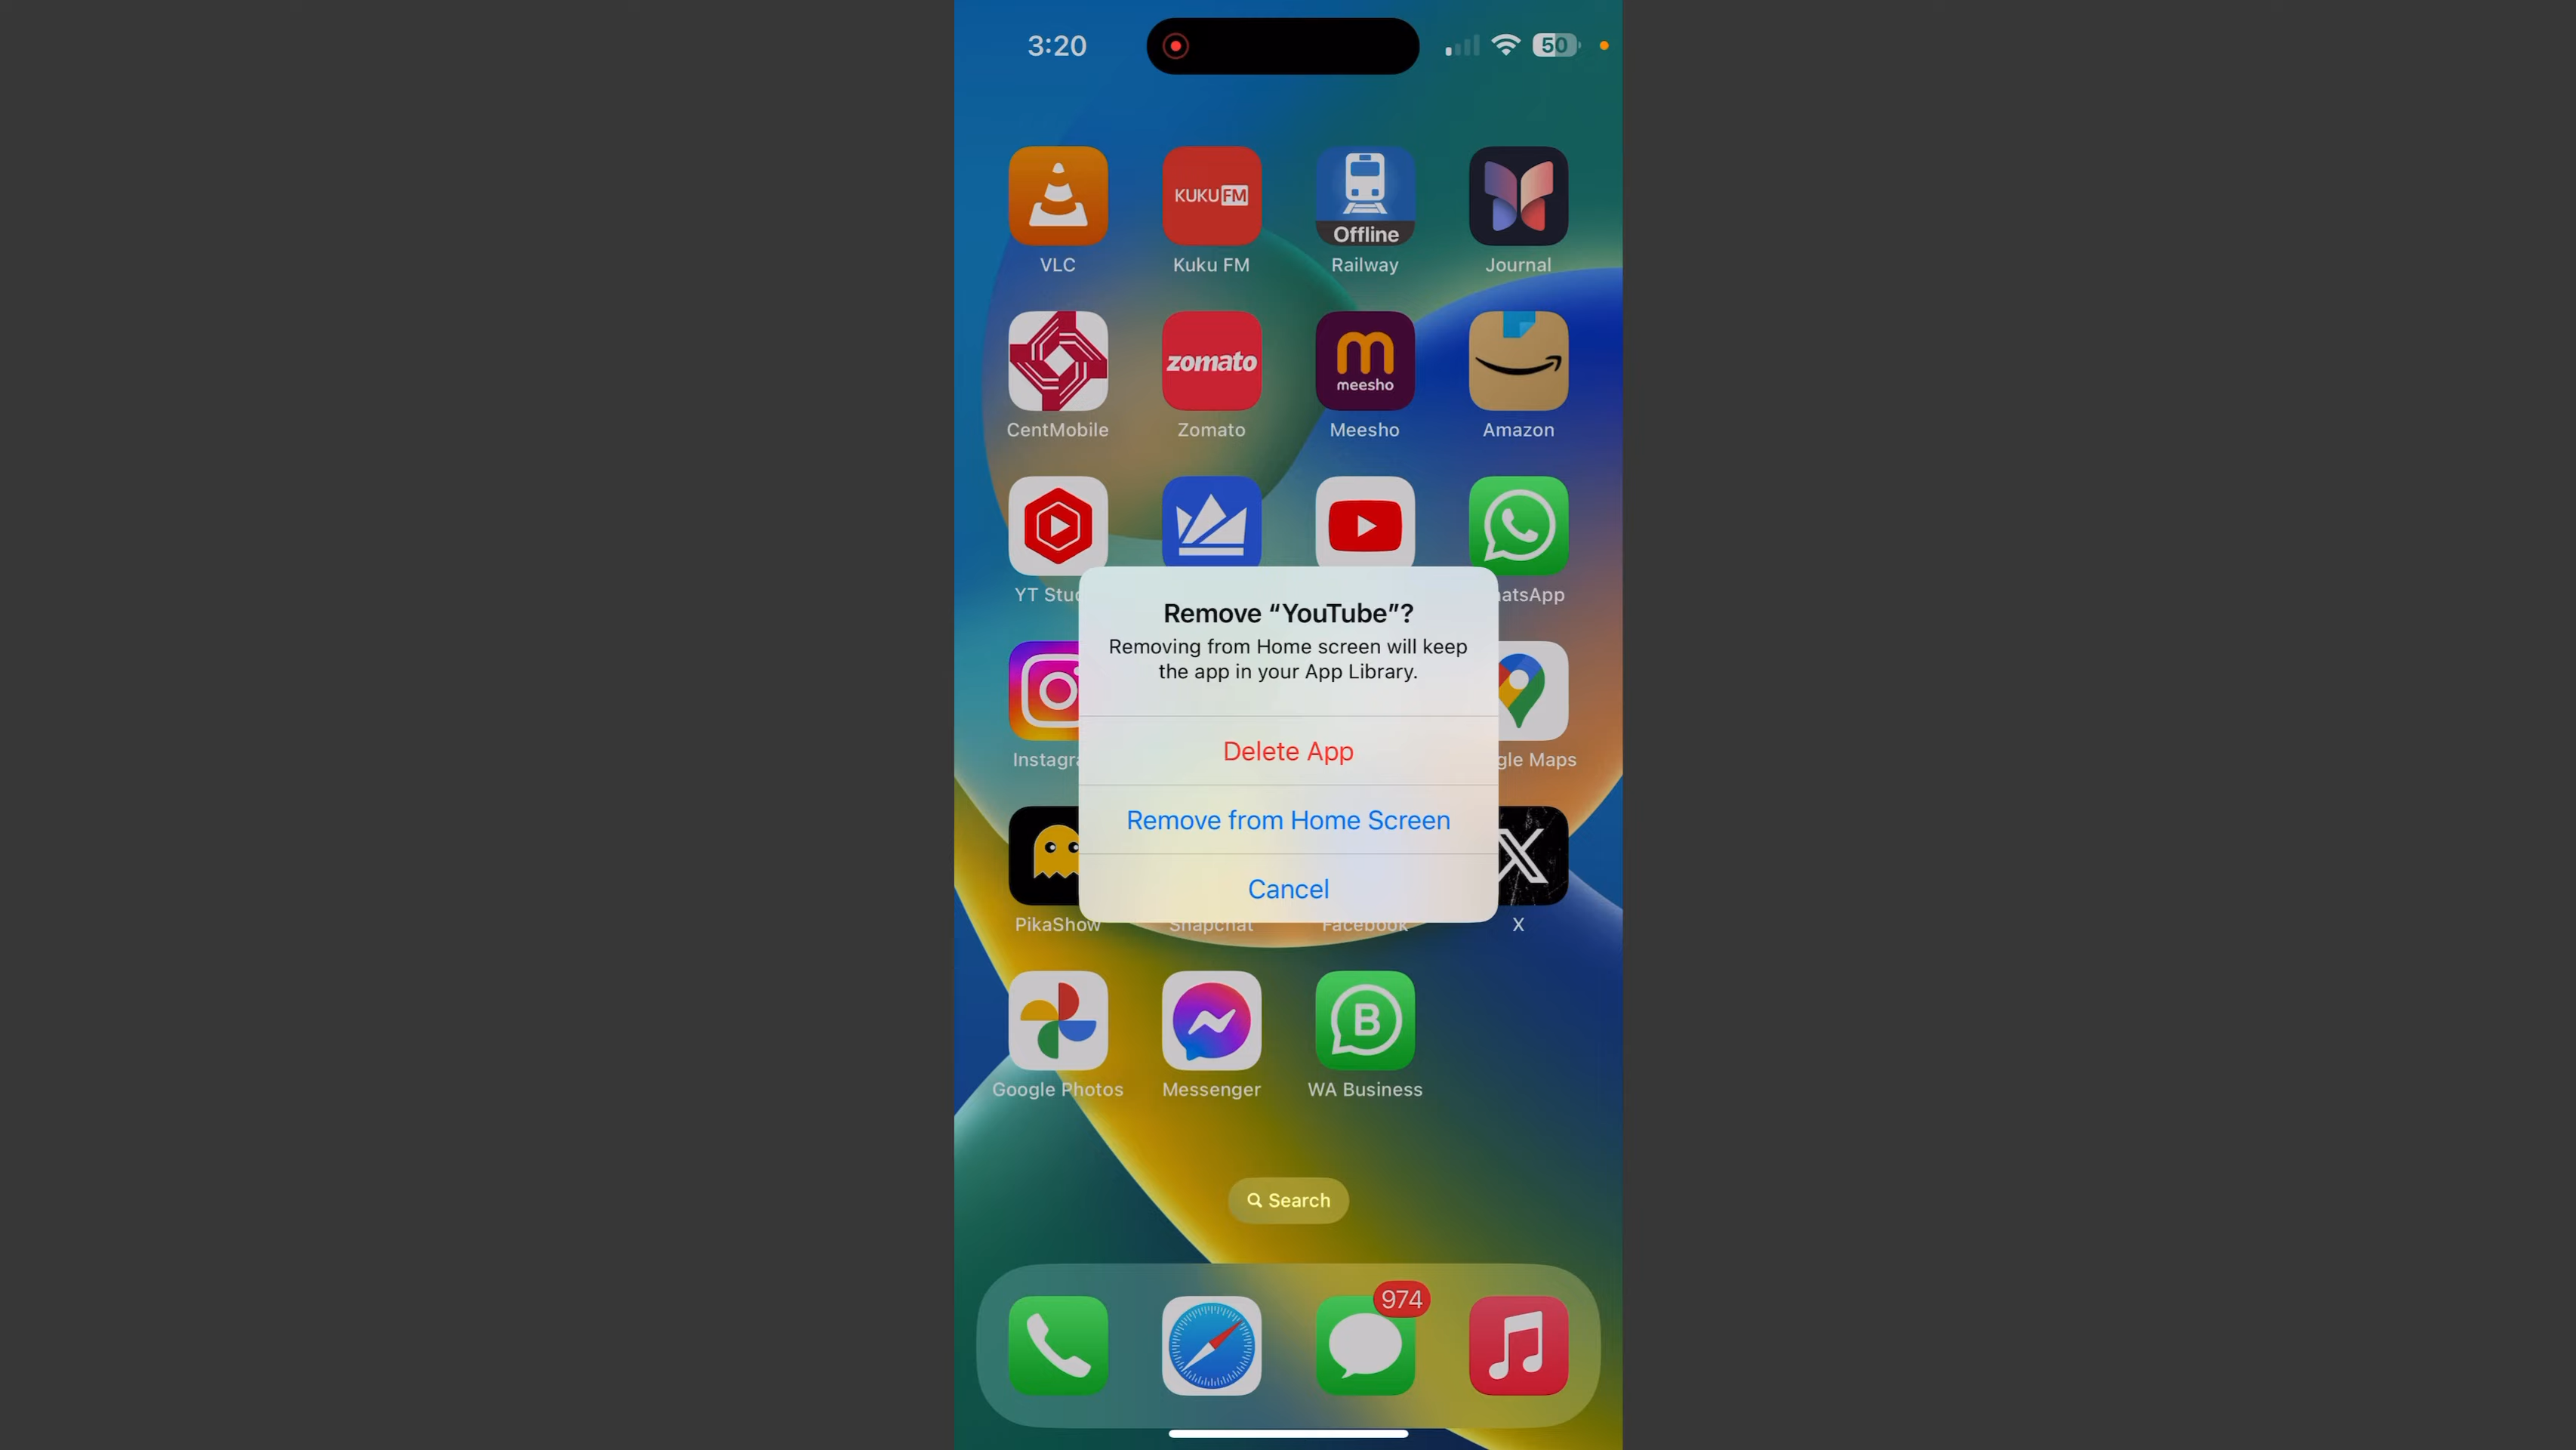 3:20
50
KUKU FM
Offline
VLC
Kuku FM
Railway
Journal
zomato
meesho
CentMobile
Zomato
Meesho
Amazon
YT Stud
hatsApp
Remove “YouTube”?
Removing from Home screen will keep
the app in your App Library.
Delete App
Instagra
gle Maps
Remove from Home Screen
X
Cancel
PikaShow
Snapchat
Facebook
X
B
Google Photos
Messenger
WA Business
Search
974